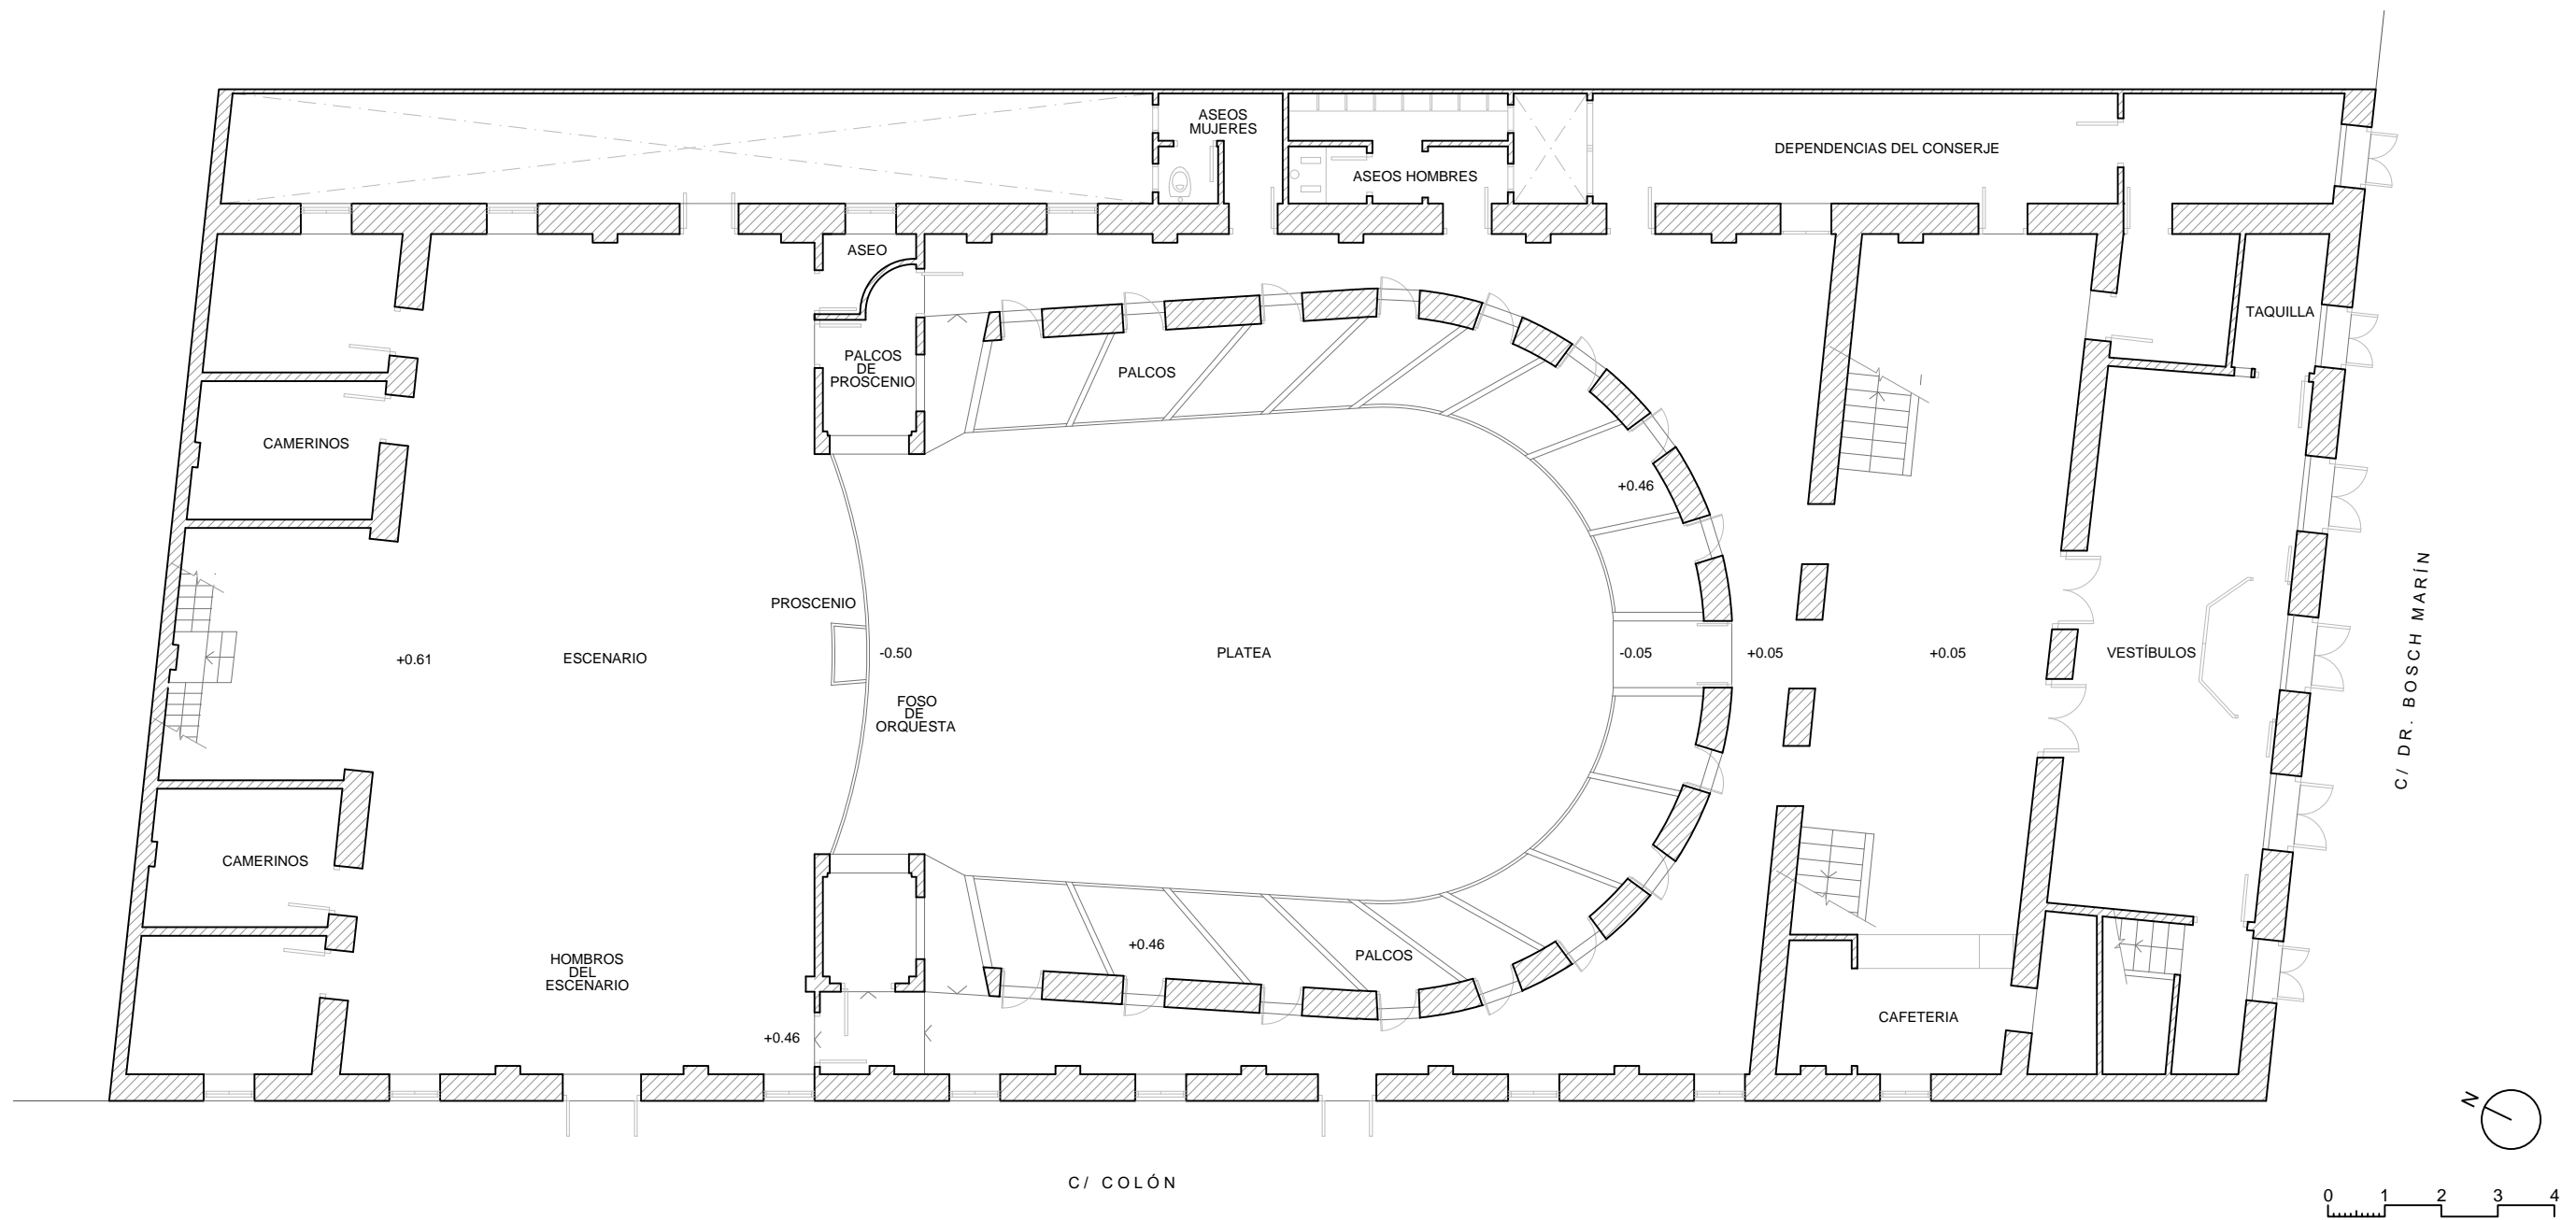 ASEOS
MUJERES
DEPENDENCIAS DEL CONSERJE
ASEOS HOMBRES
ASEO
TAQUILLA
PALCOS
DE
PROSCENIO
PALCOS
CAMERINOS
+0.46
PROSCENIO
+0.61
ESCENARIO
-0.50
PLATEA
-0.05
+0.05
+0.05
VESTÍBULOS
C/ DR. BOSCH MARÍN
FOSO
DE
ORQUESTA
CAMERINOS
HOMBROS
DEL
ESCENARIO
+0.46
PALCOS
+0.46
CAFETERIA
N
C/ COLÓN
0 1 2 3 4